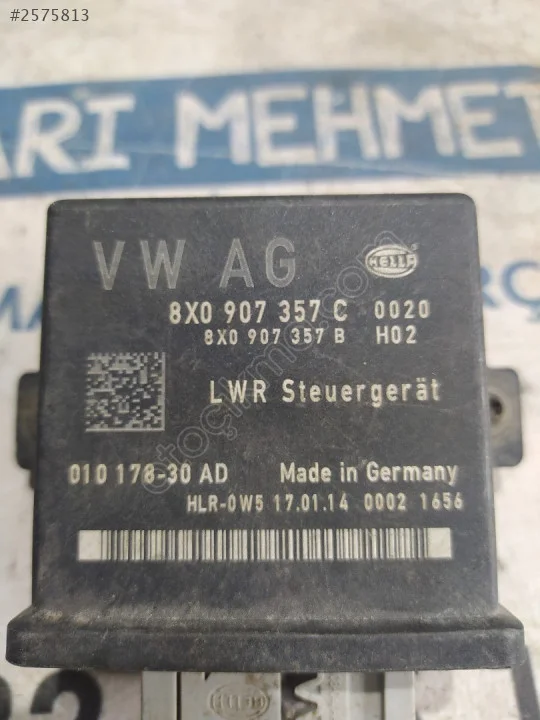 #2575813
ARI MEHMET
VW AG HELLA
8X0 907 357 C 0020
8X0 907 357 B H02
LWR Steuergerät
010 178-30 AD Made in Germany
HLR-0W5 17.01.14 0002 1656
HELLA